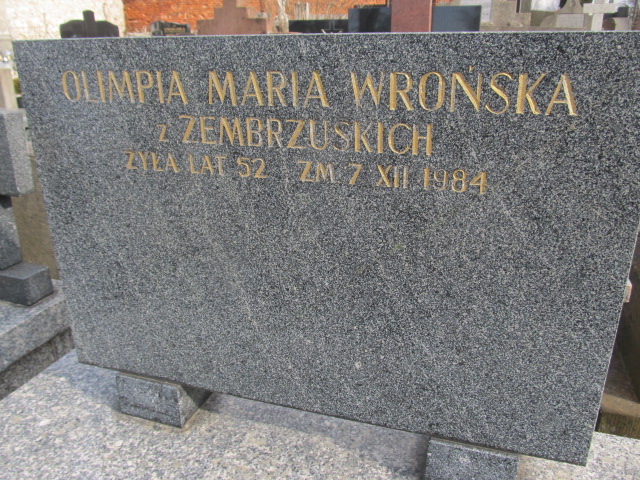 OLIMPIA MARIA WROŃSKA
z ZEMBRZUSKICH
ŻYŁA LAT 52 ZM 7 XII 1984